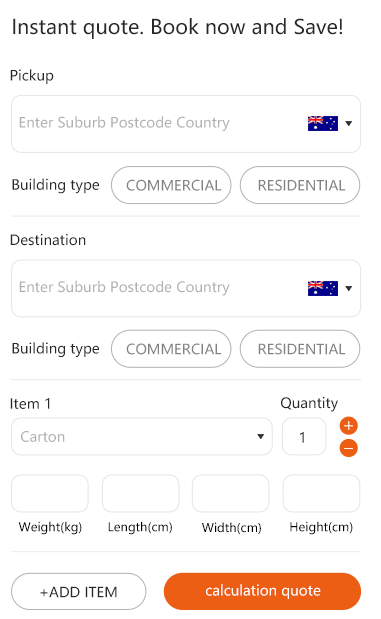 Instant quote. Book now and Save!
Pickup
Enter Suburb Postcode Country
Building type COMMERCIAL RESIDENTIAL
Destination
Enter Suburb Postcode Country
Building type COMMERCIAL RESIDENTIAL
Item 1 Quantity
Carton 1 + −
Weight(kg) Length(cm) Width(cm) Height(cm)
+ADD ITEM calculation quote